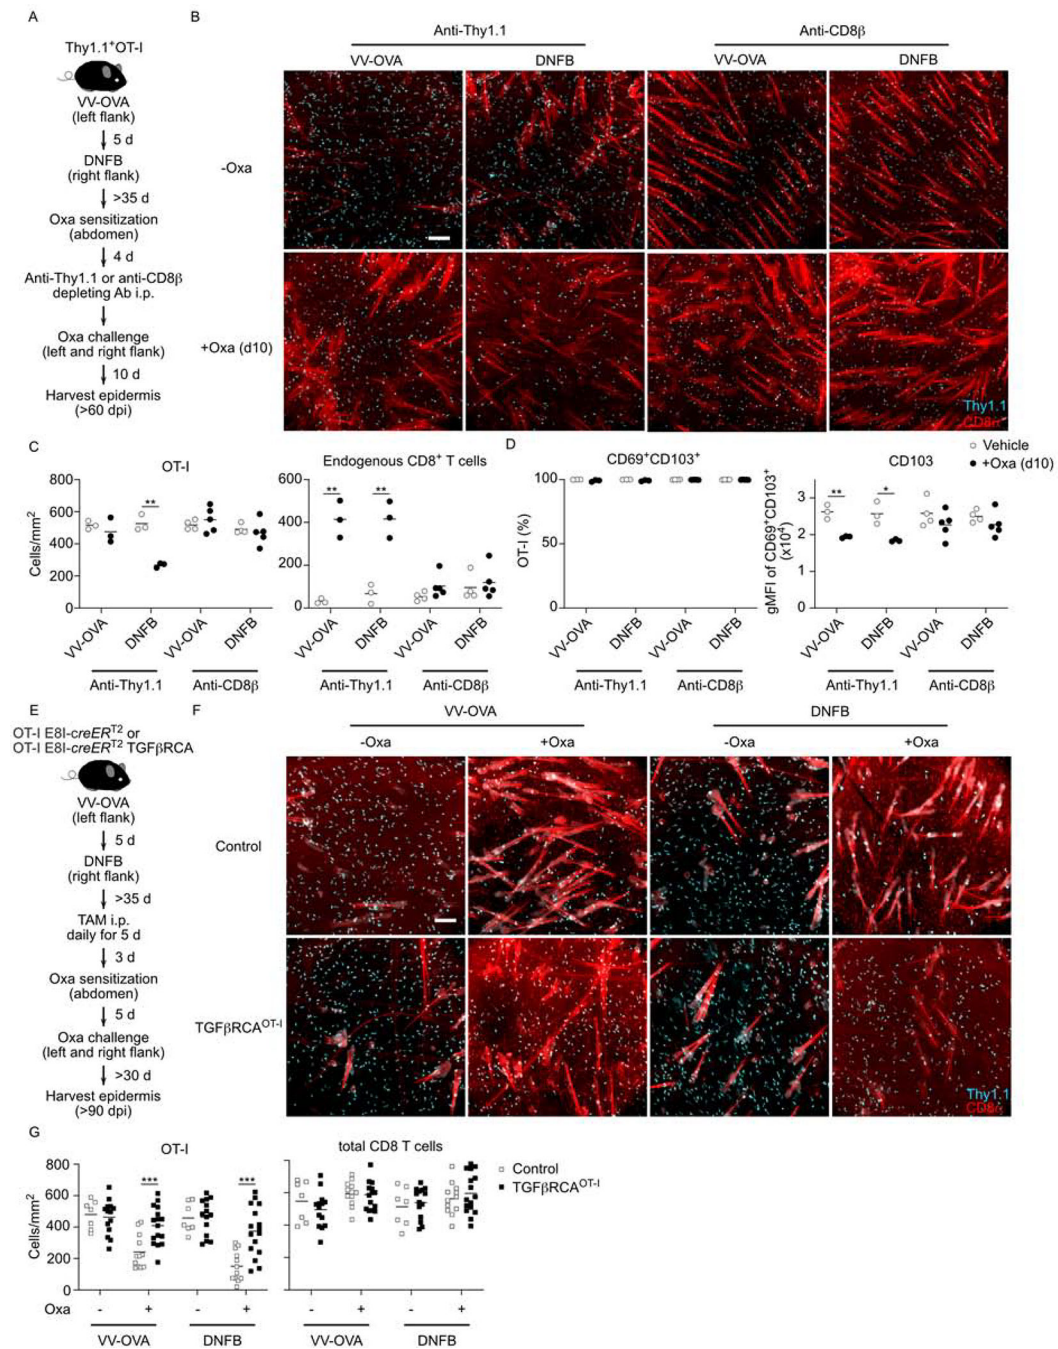 A
Thy1.1+OT-I
VV-OVA
(left flank)
5 d
DNFB
(right flank)
>35 d
Oxa sensitization
(abdomen)
4 d
Anti-Thy1.1 or anti-CD8β
depleting Ab i.p.
Oxa challenge
(left and right flank)
10 d
Harvest epidermis
(>60 dpi)
B
Anti-Thy1.1 Anti-CD8β
VV-OVA DNFB VV-OVA DNFB
-Oxa
+Oxa (d10)
Thy1.1
CD8α
C
OT-I
Cells/mm2
800
600
400
200
0
VV-OVA DNFB VV-OVA DNFB
Anti-Thy1.1 Anti-CD8β
**
Endogenous CD8+ T cells
600
400
200
0
** **
VV-OVA DNFB VV-OVA DNFB
Anti-Thy1.1 Anti-CD8β
D
CD69+CD103+
OT-I (%)
100
50
0
VV-OVA DNFB VV-OVA DNFB
Anti-Thy1.1 Anti-CD8β
CD103
Vehicle
+Oxa (d10)
gMFI of CD69+CD103+
(x104)
3
2
1
0
** *
VV-OVA DNFB VV-OVA DNFB
Anti-Thy1.1 Anti-CD8β
E
OT-I E8I-creERT2 or
OT-I E8I-creERT2 TGFβRCA
VV-OVA
(left flank)
5 d
DNFB
(right flank)
>35 d
TAM i.p.
daily for 5 d
3 d
Oxa sensitization
(abdomen)
5 d
Oxa challenge
(left and right flank)
>30 d
Harvest epidermis
(>90 dpi)
F
VV-OVA DNFB
-Oxa +Oxa -Oxa +Oxa
Control
TGFβRCAOT-I
Thy1.1
CD8α
G
OT-I
Cells/mm2
800
600
400
200
0
*** ***
Oxa - + - +
VV-OVA DNFB
total CD8 T cells
- + - +
VV-OVA DNFB
Control
TGFβRCAOT-I